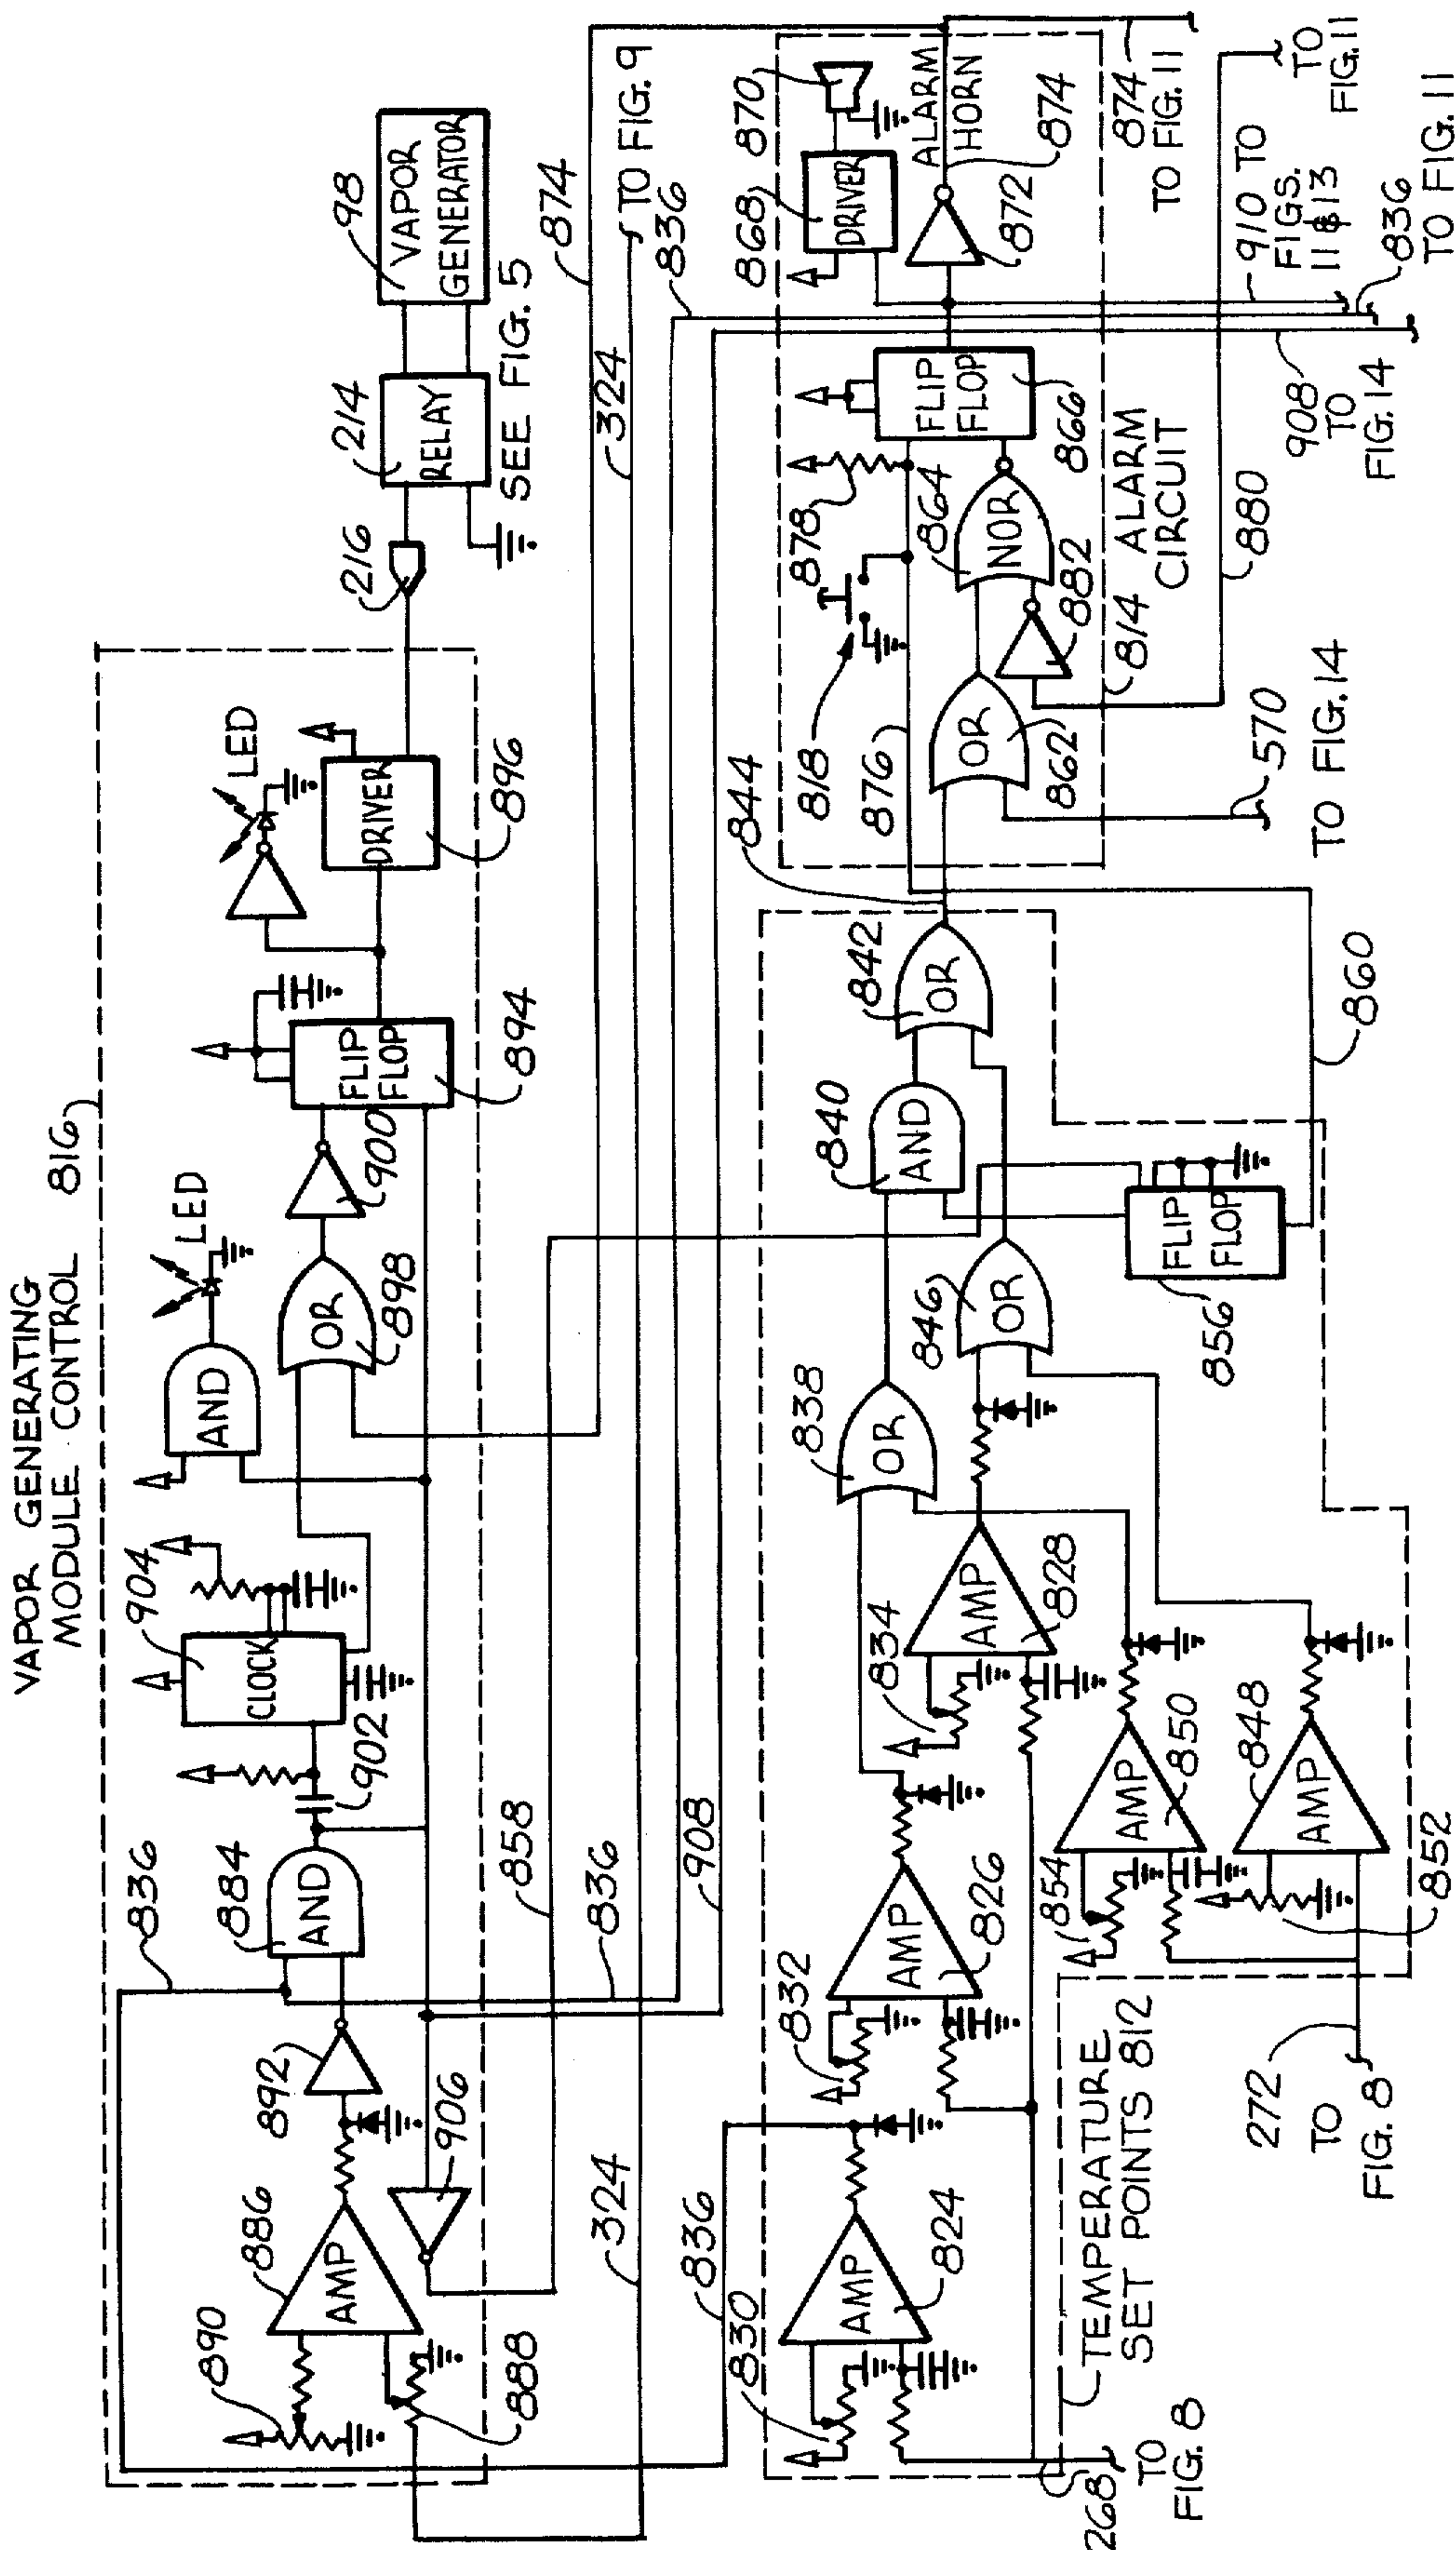 VAPOR GENERATING
MODULE CONTROL 816
890
886
AMP
888
892
906
836
884
AND
902
904
CLOCK
AND
LED
OR
898
900
FLIP
FLOP
894
LED
DRIVER
896
216
214
RELAY
98
VAPOR
GENERATOR
SEE FIG. 5
324
836
858
908
836
874
324
TO FIG. 9
836
830
AMP
824
832
AMP
826
834
AMP
828
838
OR
840
AND
842
OR
844
846
OR
854
AMP
850
AMP
848
852
856
FLIP
FLOP
860
268
TO
FIG. 8
TEMPERATURE
SET POINTS 812
272
TO
FIG. 8
876
818
878
OR
862
864
NOR
882
814 ALARM
CIRCUIT
FLIP
FLOP
866
868
DRIVER
870
ALARM
HORN
872
874
570
TO FIG. 14
880
908
TO
FIG. 14
874
TO FIG. 11
910 TO
FIGS.
11 & 13
836
TO FIG. 11
TO
FIG. 11